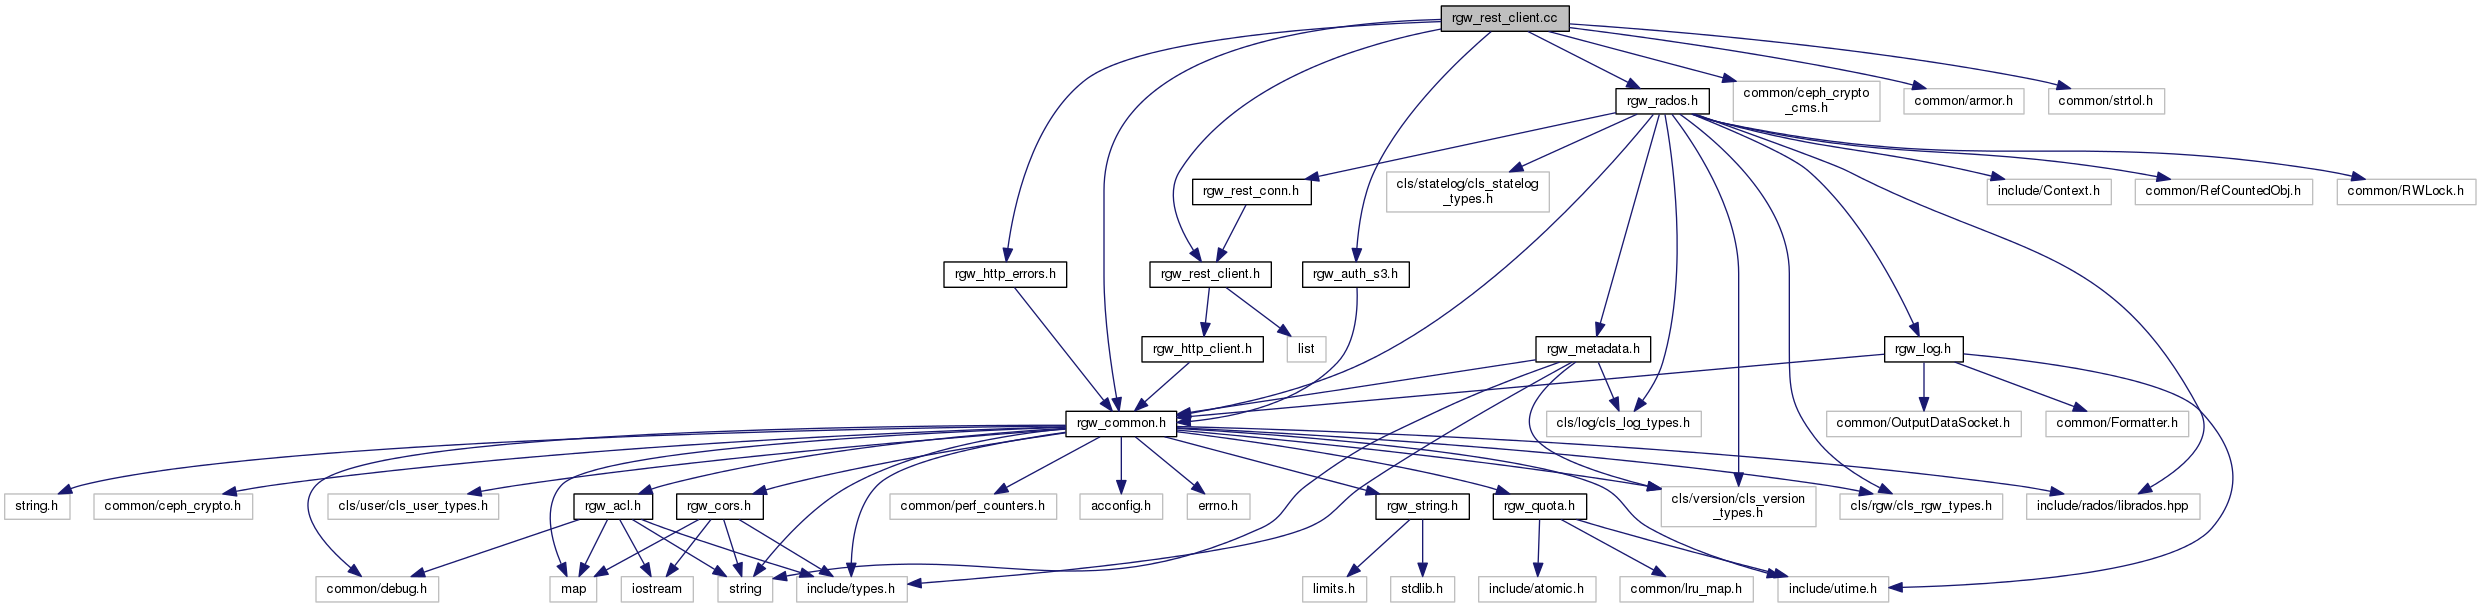 rgw_rest_client.cc
common/ceph_crypto
_cms.h
common/armor.h
common/strtol.h
rgw_rados.h
rgw_rest_conn.h
cls/statelog/cls_statelog
_types.h
include/Context.h
common/RefCountedObj.h
common/RWLock.h
rgw_http_errors.h
rgw_rest_client.h
rgw_auth_s3.h
rgw_http_client.h
list
rgw_metadata.h
rgw_log.h
rgw_common.h
cls/log/cls_log_types.h
common/OutputDataSocket.h
common/Formatter.h
string.h
common/ceph_crypto.h
cls/user/cls_user_types.h
rgw_acl.h
rgw_cors.h
common/perf_counters.h
acconfig.h
errno.h
rgw_string.h
rgw_quota.h
cls/version/cls_version
_types.h
cls/rgw/cls_rgw_types.h
include/rados/librados.hpp
common/debug.h
map
iostream
string
include/types.h
limits.h
stdlib.h
include/atomic.h
common/lru_map.h
include/utime.h